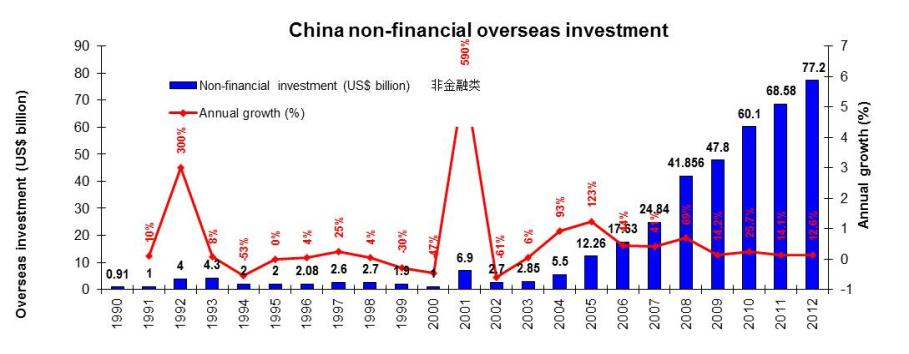 China non-financial overseas investment
Non-financial investment (US$ billion) 非金融类
Annual growth (%)
Overseas investment (US$ billion)
90
80
70
60
50
40
30
20
10
0
Annual growth (%)
7
6
5
4
3
2
1
0
-1
0.91 1 4 4.3 2 2 2.08 2.6 2.7 1.9 6.9 2.7 2.85 5.5 12.26 17.63 24.84 41.856 47.8 60.1 68.58 77.2
10% 300% 8% -53% 0% 4% 25% 4% -30% -47% 590% -61% 6% 93% 123% 69% 14.2% 25.7% 14.1% 12.6%
1990 1991 1992 1993 1994 1995 1996 1997 1998 1999 2000 2001 2002 2003 2004 2005 2006 2007 2008 2009 2010 2011 2012